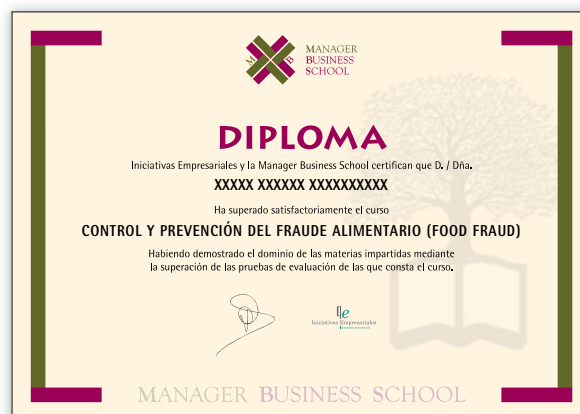 M B
MANAGER
BUSINESS
SCHOOL
DIPLOMA
Iniciativas Empresariales y la Manager Business School certifican que D. / Dña.
XXXXX XXXXXX XXXXXXXXXX
Ha superado satisfactoriamente el curso
CONTROL Y PREVENCIÓN DEL FRAUDE ALIMENTARIO (FOOD FRAUD)
Habiendo demostrado el dominio de las materias impartidas mediante
la superación de las pruebas de evaluación de las que consta el curso.
Iniciativas Empresariales
MANAGER BUSINESS SCHOOL